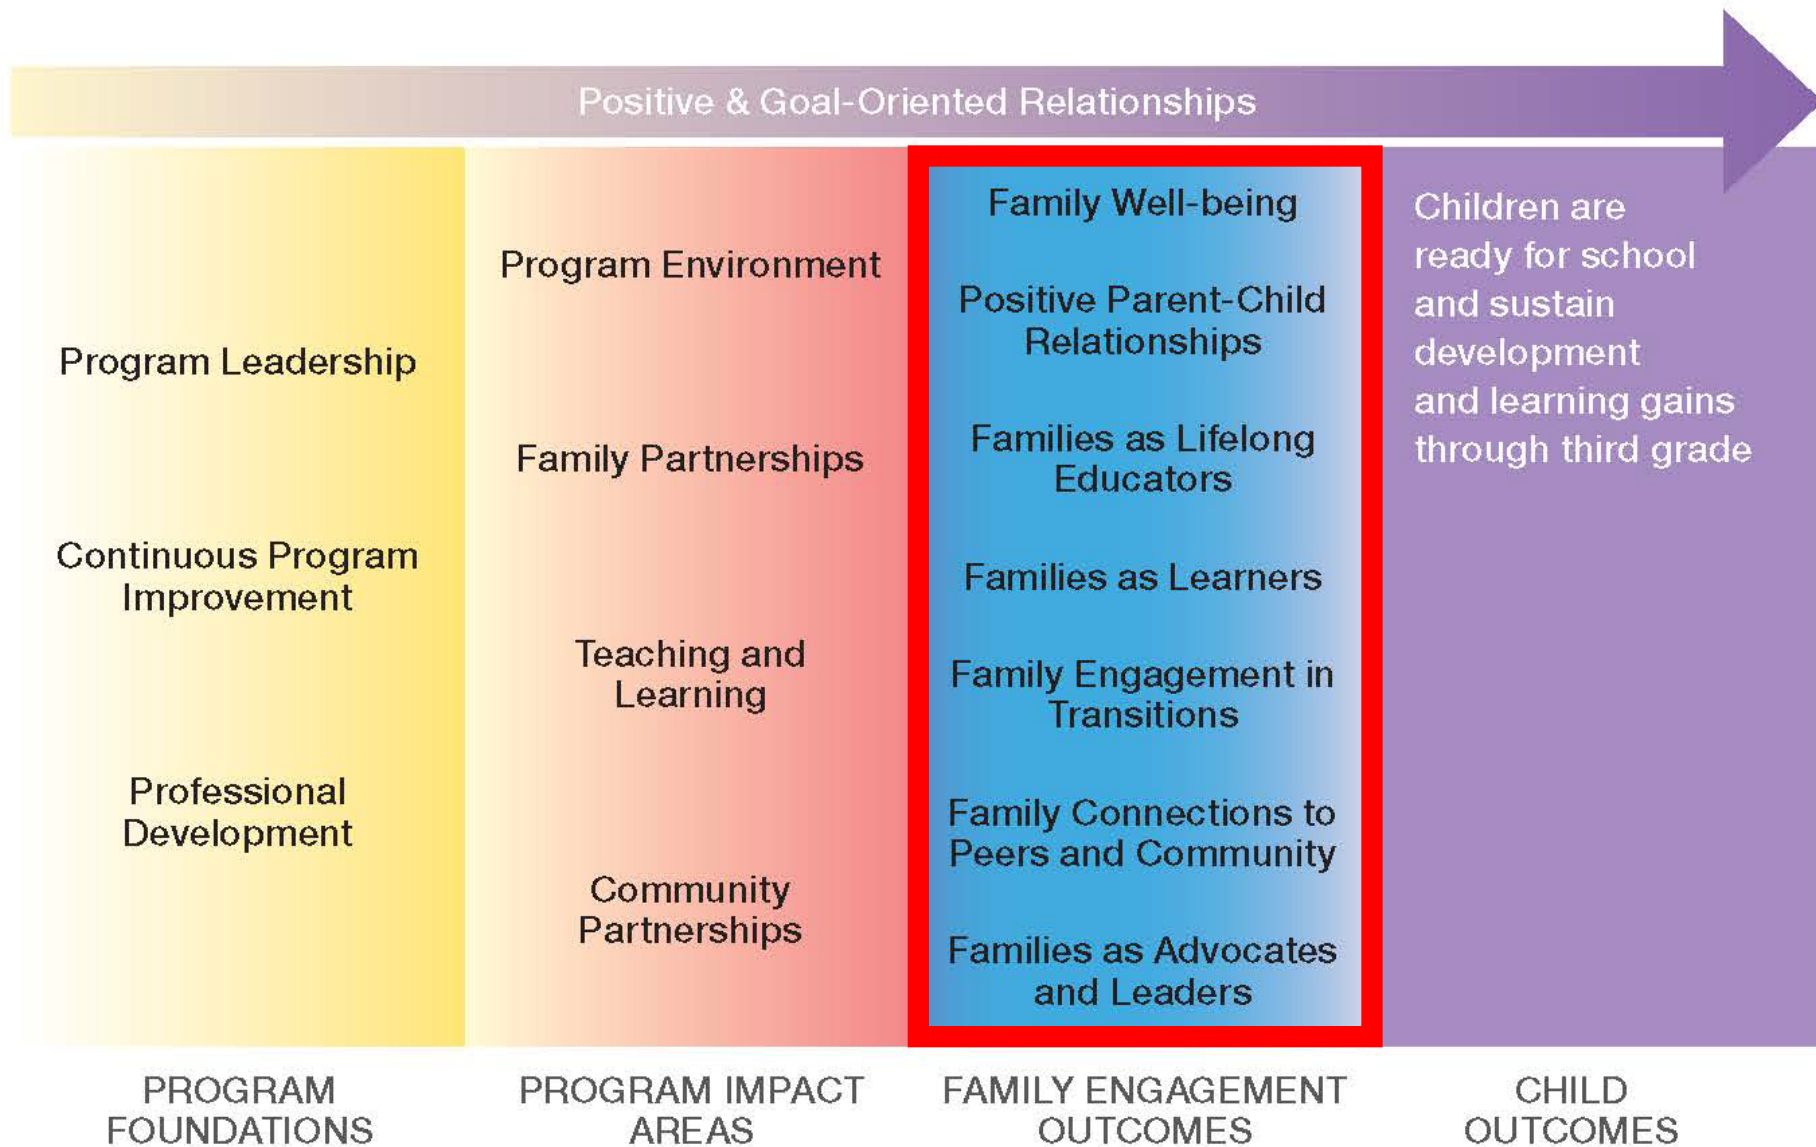 Positive & Goal-Oriented Relationships
Program Leadership
Continuous Program
Improvement
Professional
Development
PROGRAM
FOUNDATIONS
Program Environment
Family Partnerships
Teaching and
Learning
Community
Partnerships
PROGRAM IMPACT
AREAS
Family Well-being
Positive Parent-Child
Relationships
Families as Lifelong
Educators
Families as Learners
Family Engagement in
Transitions
Family Connections to
Peers and Community
Families as Advocates
and Leaders
FAMILY ENGAGEMENT
OUTCOMES
Children are
ready for school
and sustain
development
and learning gains
through third grade
CHILD
OUTCOMES